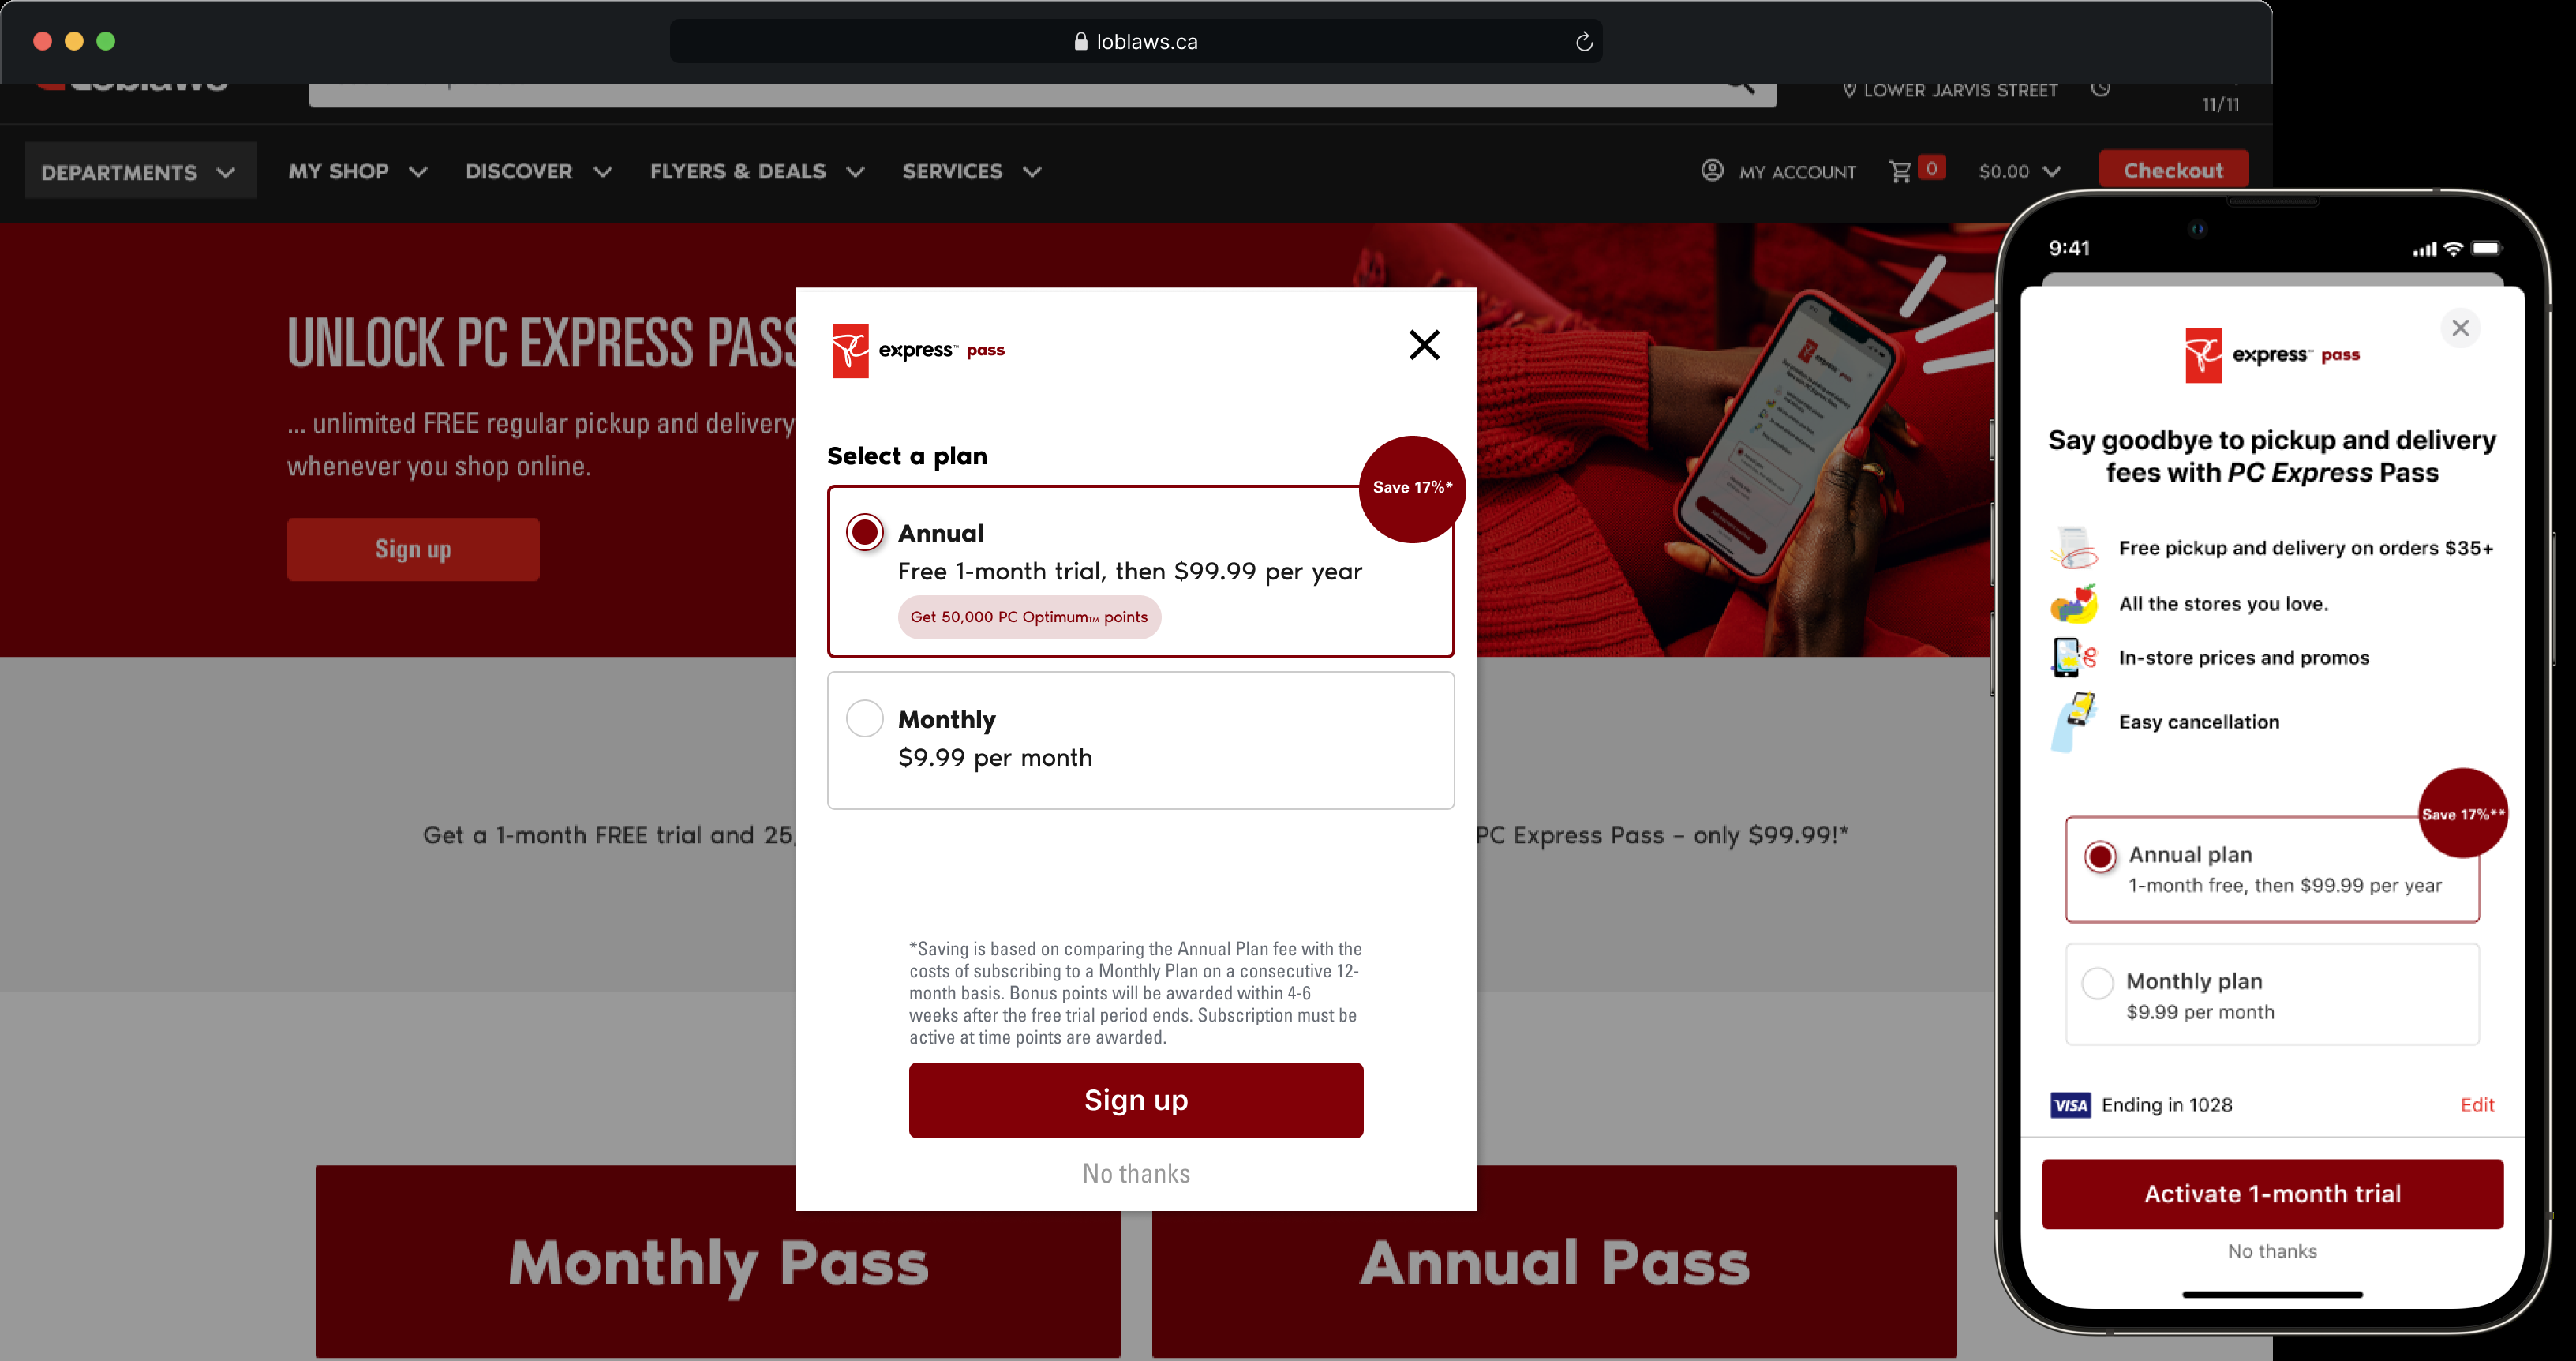 loblaws.ca
Loblaws
LOWER JARVIS STREET
11/11
DEPARTMENTS
MY SHOP
DISCOVER
FLYERS & DEALS
SERVICES
MY ACCOUNT
0
$0.00
Checkout
UNLOCK PC EXPRESS PASS
... unlimited FREE regular pickup and delivery
whenever you shop online.
Sign up
Get a 1-month FREE trial and 25,
PC Express Pass – only $99.99!*
Monthly Pass
Annual Pass
express™ pass
Select a plan
Save 17%*
Annual
Free 1-month trial, then $99.99 per year
Get 50,000 PC Optimum™ points
Monthly
$9.99 per month
*Saving is based on comparing the Annual Plan fee with the
costs of subscribing to a Monthly Plan on a consecutive 12-
month basis. Bonus points will be awarded within 4-6
weeks after the free trial period ends. Subscription must be
active at time points are awarded.
Sign up
No thanks
9:41
express™ pass
Say goodbye to pickup and delivery
fees with PC Express Pass
Free pickup and delivery on orders $35+
All the stores you love.
In-store prices and promos
Easy cancellation
Save 17%**
Annual plan
1-month free, then $99.99 per year
Monthly plan
$9.99 per month
VISA Ending in 1028
Edit
Activate 1-month trial
No thanks